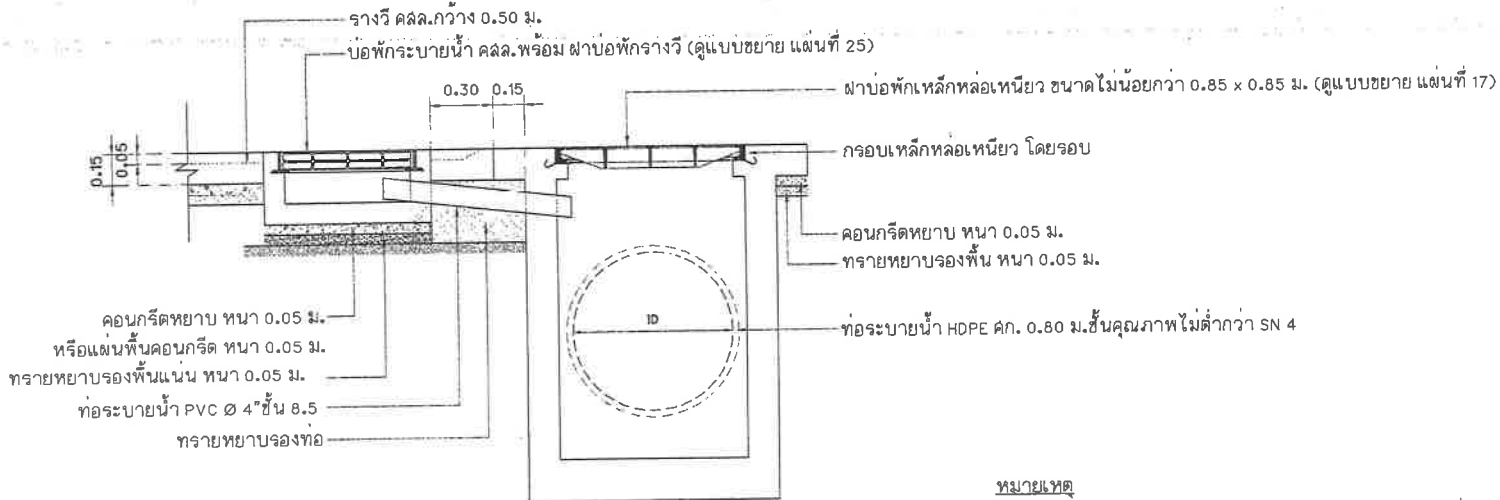 รางวี คสล.กว้าง 0.50 ม.
บ่อพักระบายน้ำ คสล.พร้อม ฝาบ่อพักรางวี (ดูแบบขยาย แผ่นที่ 25)
0.30 0.15
ฝาบ่อพักเหล็กหล่อเหนียว ขนาดไม่น้อยกว่า 0.85 x 0.85 ม. (ดูแบบขยาย แผ่นที่ 17)
กรอบเหล็กหล่อเหนียว โดยรอบ
0.15
0.05
คอนกรีตหยาบ หนา 0.05 ม.
ทรายหยาบรองพื้น หนา 0.05 ม.
คอนกรีตหยาบ หนา 0.05 ม.
หรือแผ่นพื้นคอนกรีต หนา 0.05 ม.
ทรายหยาบรองพื้นแน่น หนา 0.05 ม.
ท่อระบายน้ำ PVC Ø 4"ชั้น 8.5
ทรายหยาบรองท่อ
ID
ท่อระบายน้ำ HDPE ศก. 0.80 ม.ชั้นคุณภาพไม่ต่ำกว่า SN 4
หมายเหตุ